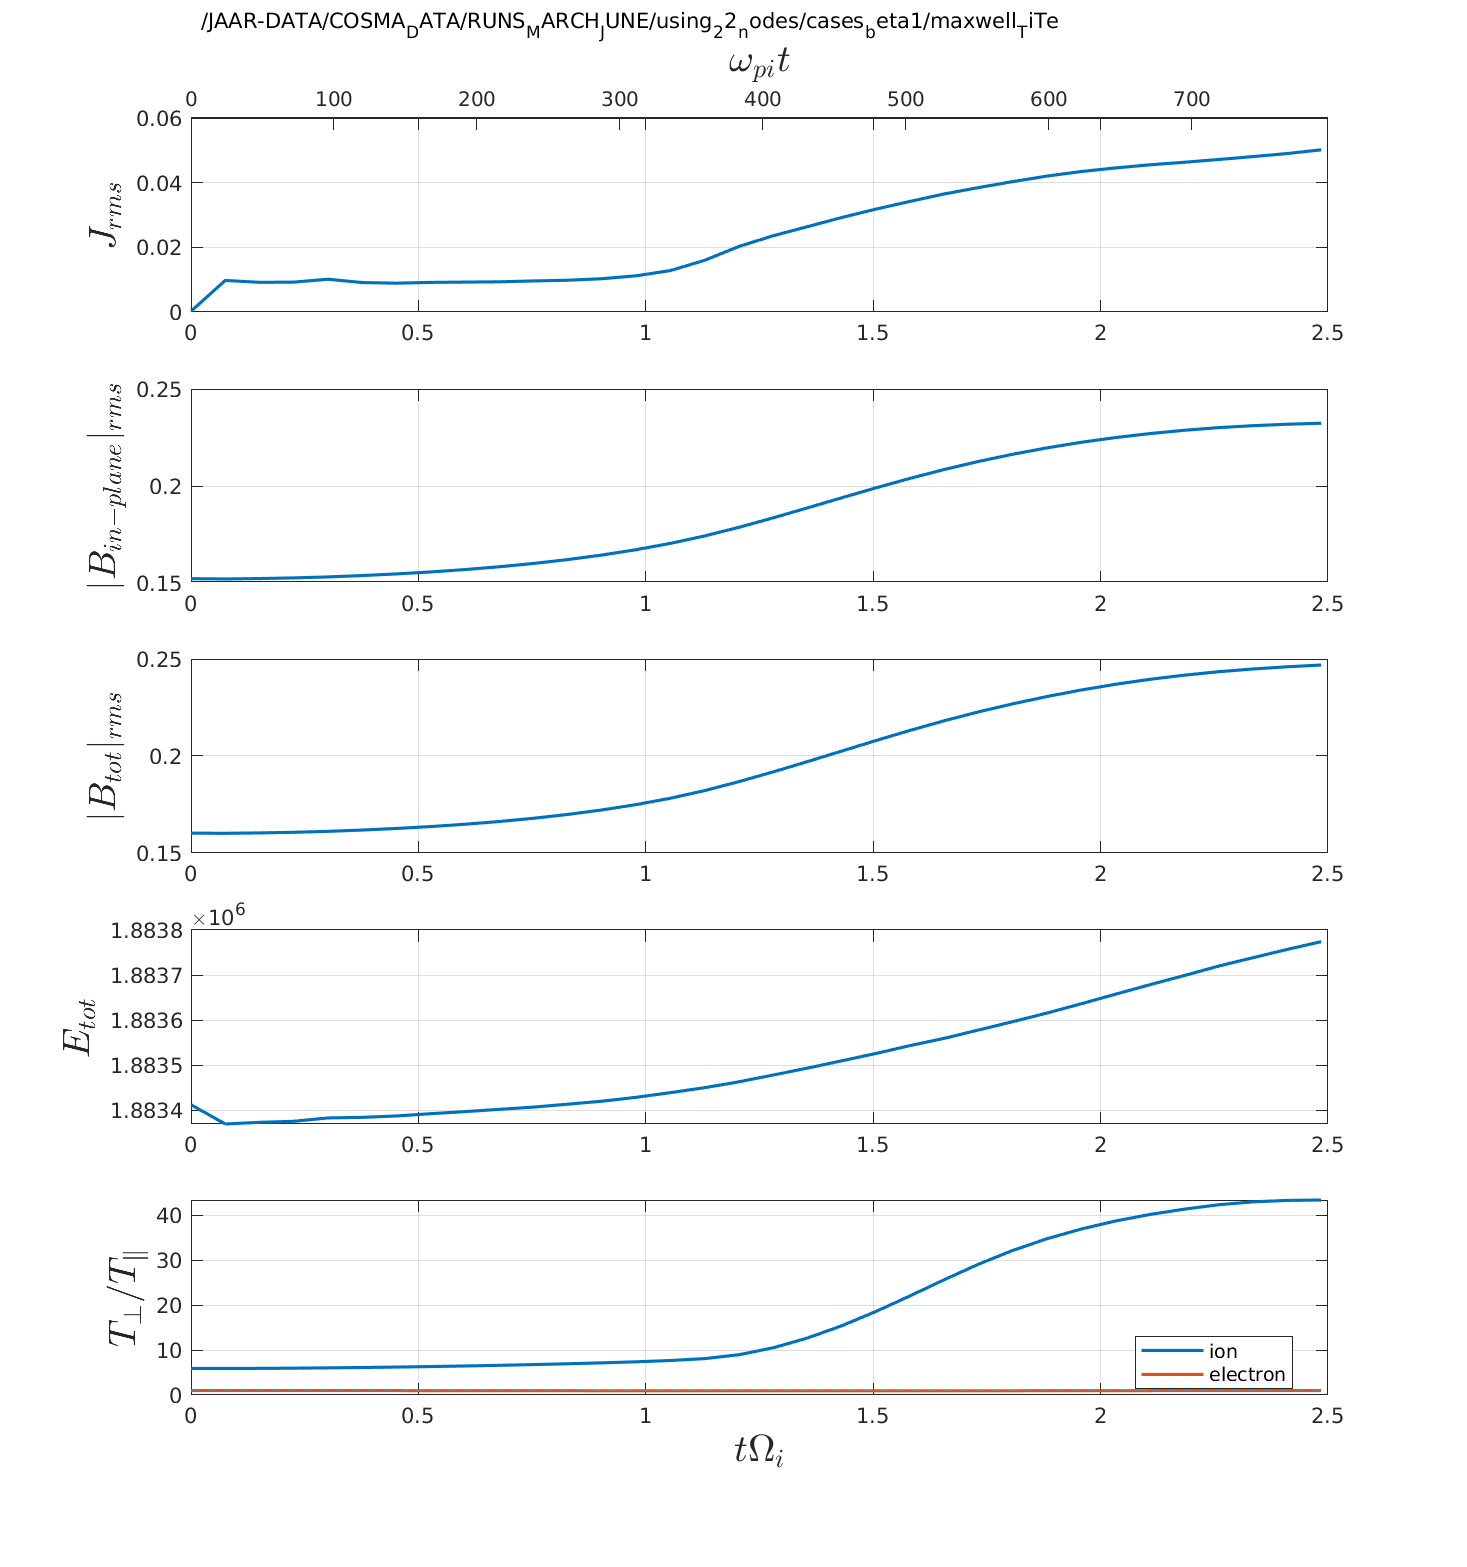 /JAAR-DATA/COSMA_DATA/RUNS_MARCH_JUNE/using_22_nodes/cases_beta1/maxwell_TiTe
ω_pi t
0 100 200 300 400 500 600 700
J_rms
0.06
0.04
0.02
0
0 0.5 1 1.5 2 2.5
|B_in−plane|_rms
0.25
0.2
0.15
0 0.5 1 1.5 2 2.5
|B_tot|_rms
0.25
0.2
0.15
0 0.5 1 1.5 2 2.5
E_tot
×10^6
1.8838
1.8837
1.8836
1.8835
1.8834
0 0.5 1 1.5 2 2.5
T_⊥/T_∥
40
30
20
10
0
ion
electron
0 0.5 1 1.5 2 2.5
tΩ_i